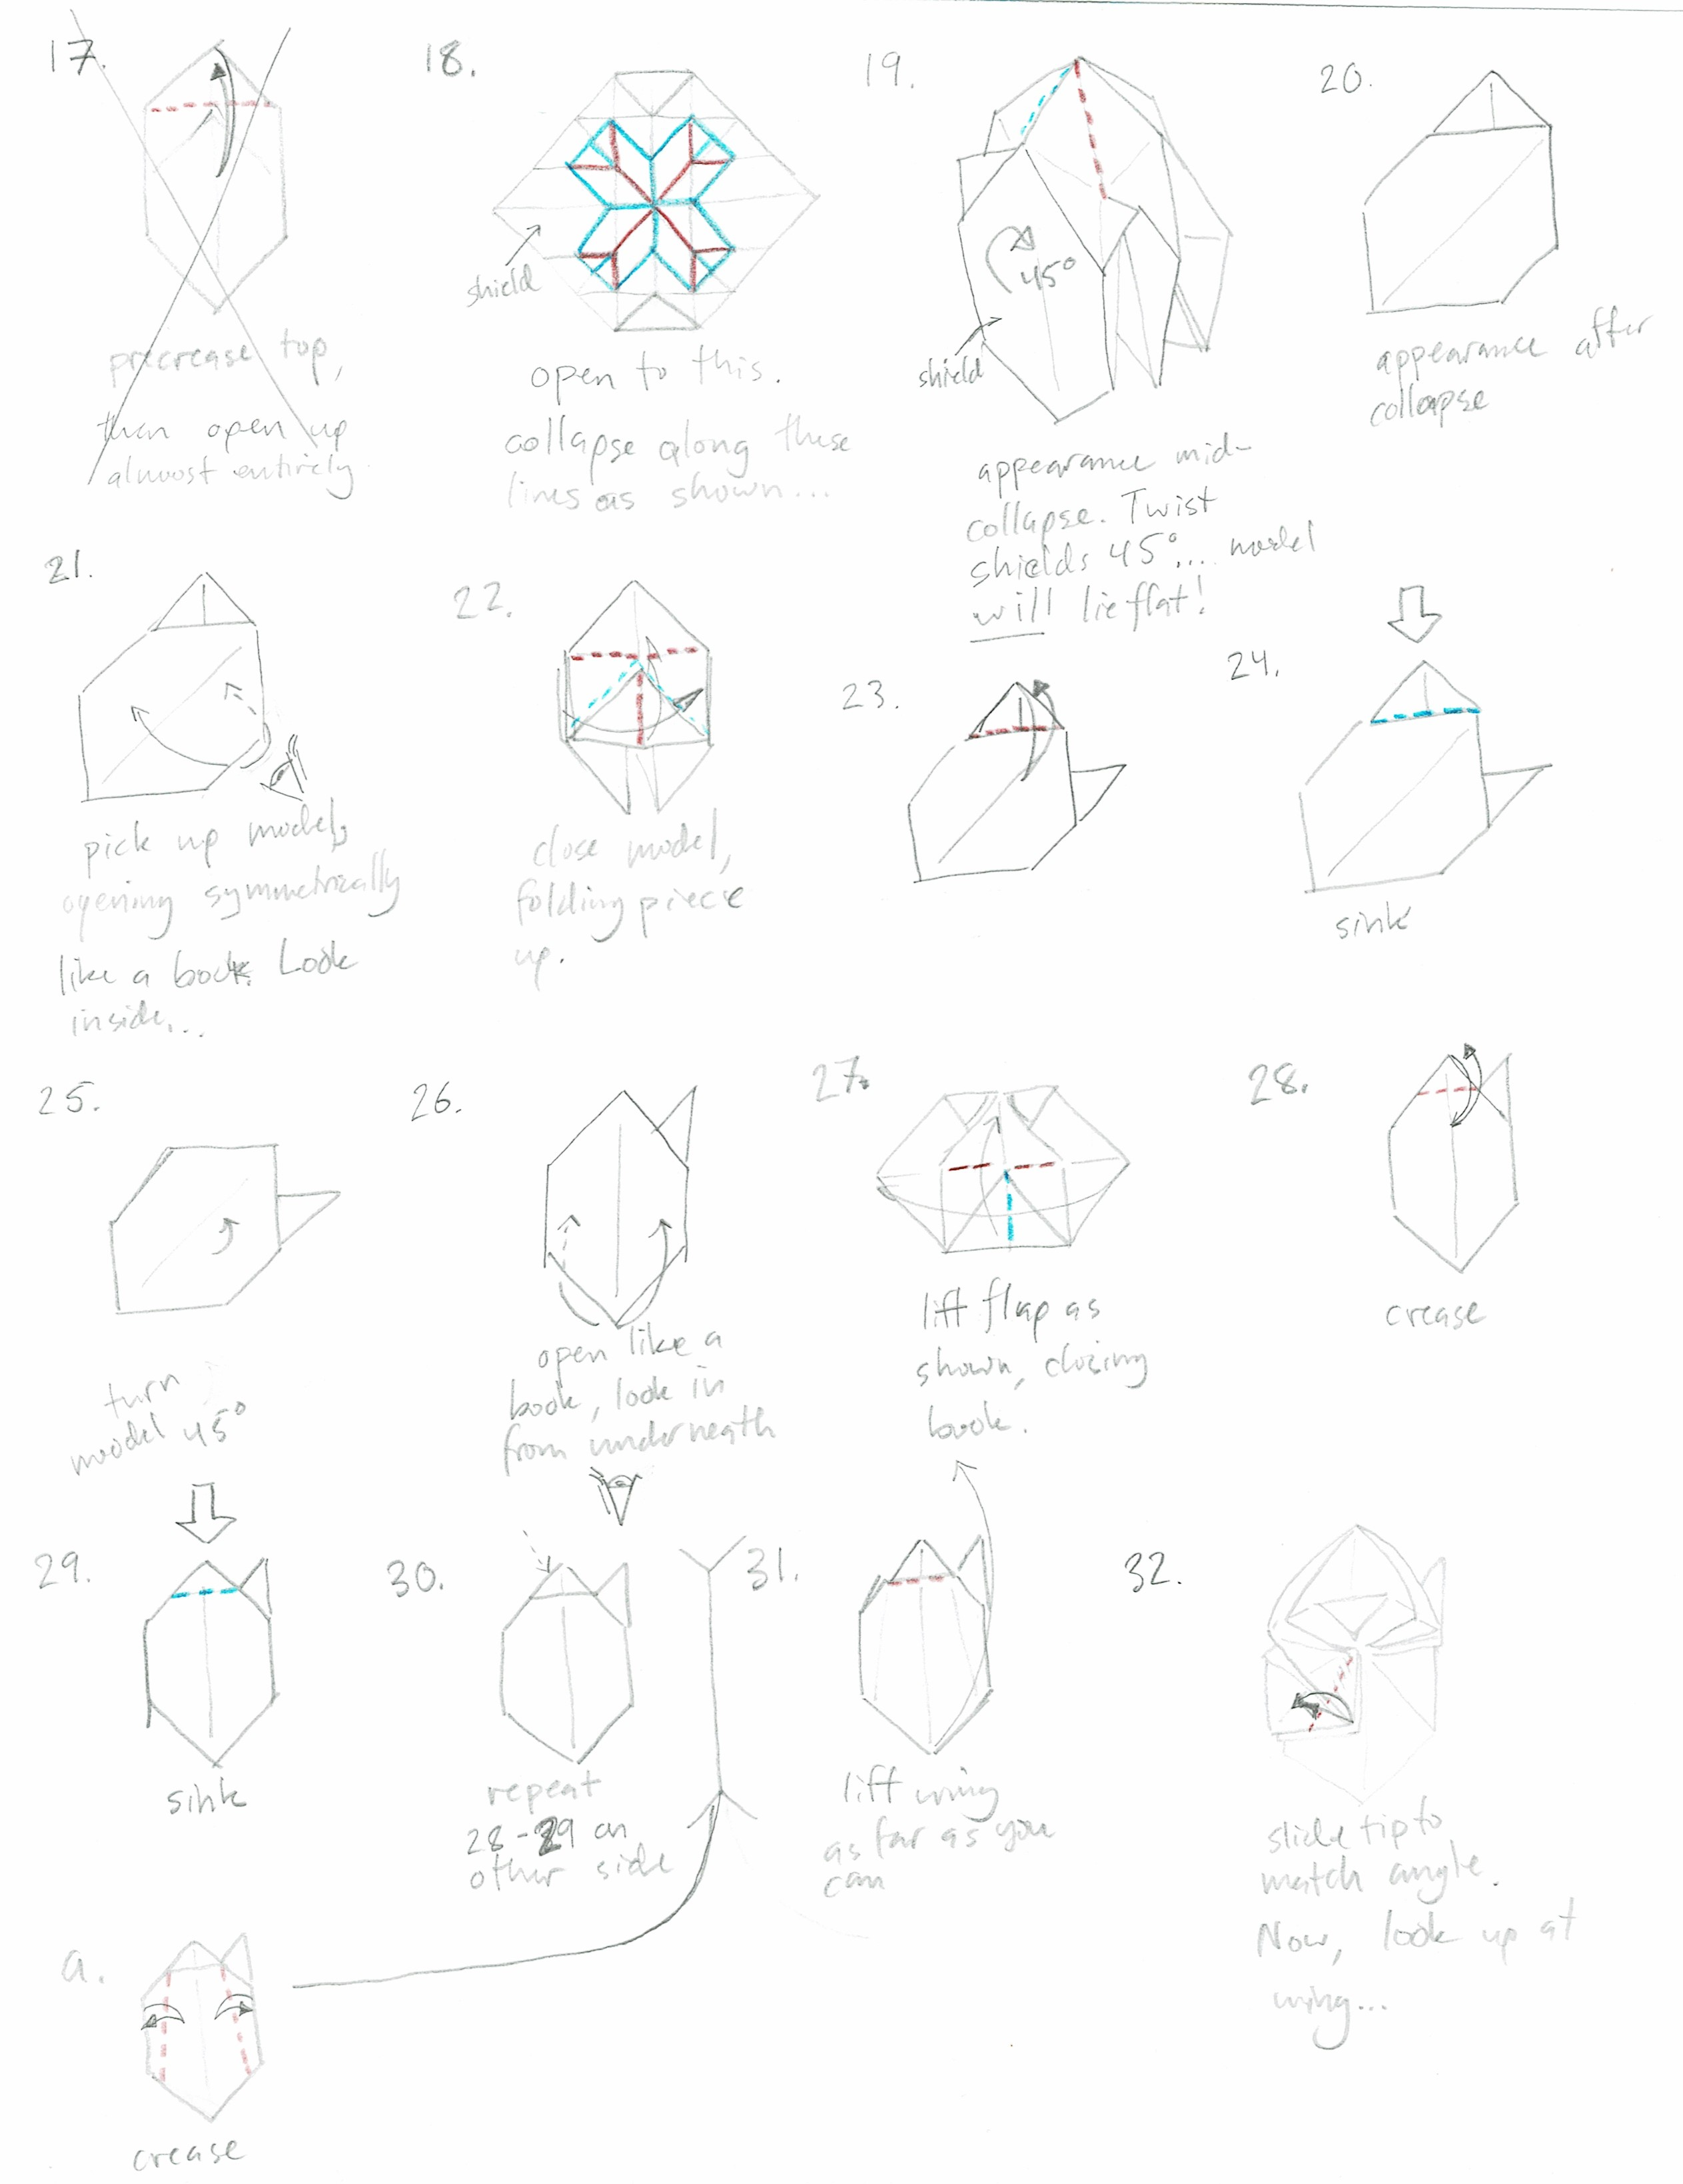 17.
precrease top,
then open up
almost entirely.
18.
shield
open to this.
collapse along these
lines as shown...
19.
45°
shield
appearance mid-
collapse. Twist
shields 45°... model
will lie flat!
20.
appearance after
collapse
21.
pick up model,
opening symmetrically
like a book. Look
inside...
22.
close model,
folding piece
up.
23.
24.
sink
25.
turn
model 45°
26.
open like a
book, look in
from underneath
27.
lift flap as
shown, closing
book.
28.
crease
29.
sink
30.
repeat
28-29 on
other side
31.
lift wing
as far as you
can
32.
slide tip to
match angle.
Now, look up at
wing...
a.
crease